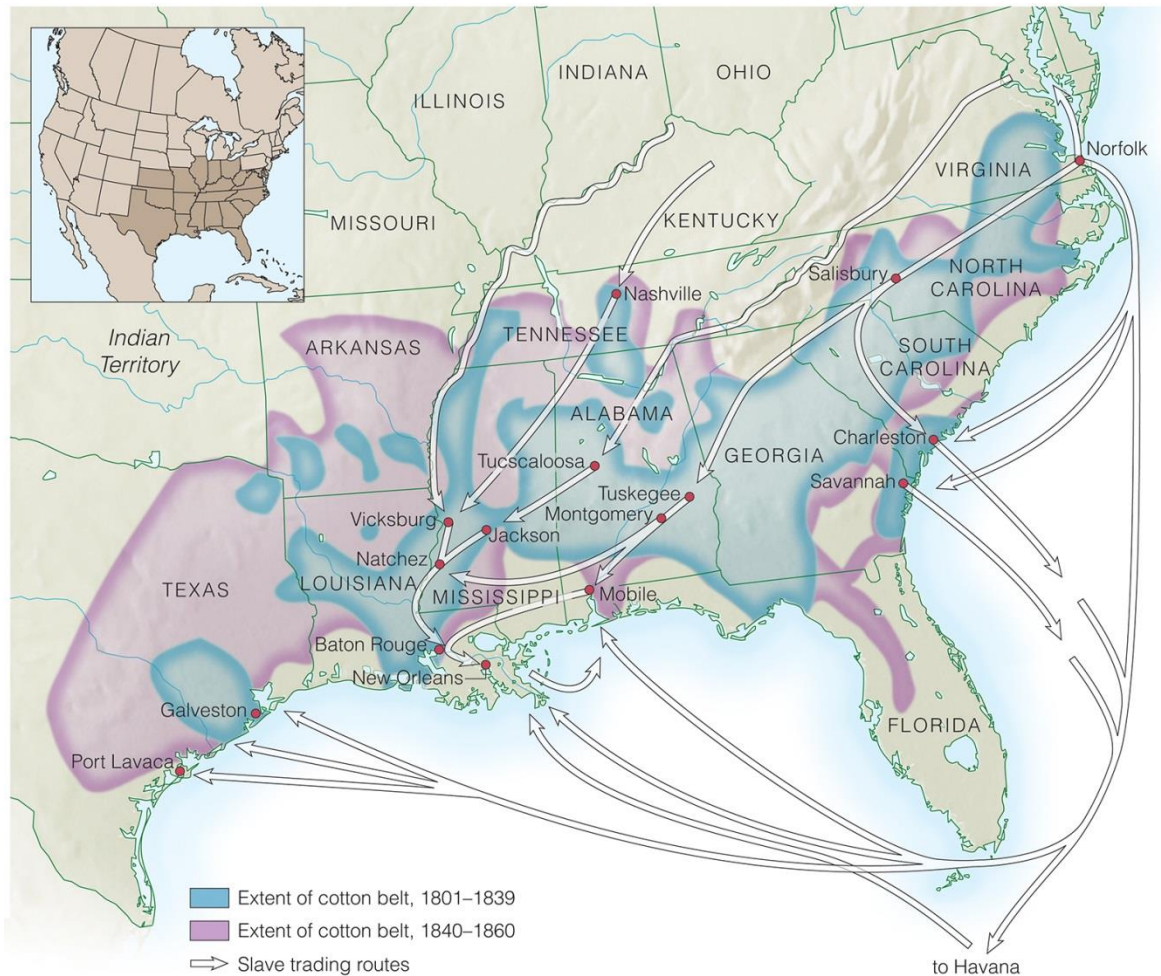 INDIANA
OHIO
ILLINOIS
Norfolk
VIRGINIA
MISSOURI
KENTUCKY
Salisbury
NORTH
CAROLINA
Nashville
TENNESSEE
Indian
Territory
ARKANSAS
SOUTH
CAROLINA
ALABAMA
Charleston
GEORGIA
Tucscaloosa
Savannah
Tuskegee
Montgomery
Vicksburg
Jackson
Natchez
LOUISIANA
TEXAS
MISSISSIPPI
Mobile
Baton Rouge
New Orleans
Galveston
FLORIDA
Port Lavaca
Extent of cotton belt, 1801–1839
Extent of cotton belt, 1840–1860
Slave trading routes
to Havana